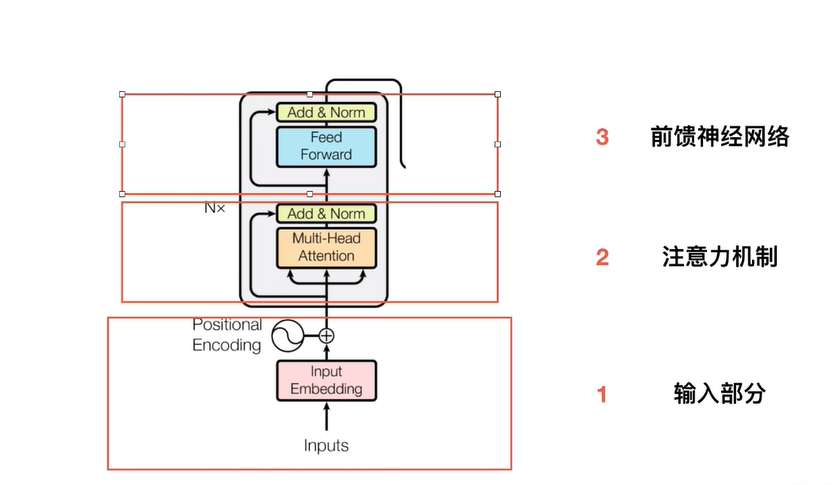 Add & Norm
Feed
Forward
3 前馈神经网络
N×
Add & Norm
Multi-Head
Attention
2 注意力机制
Positional
Encoding
Input
Embedding
1 输入部分
Inputs